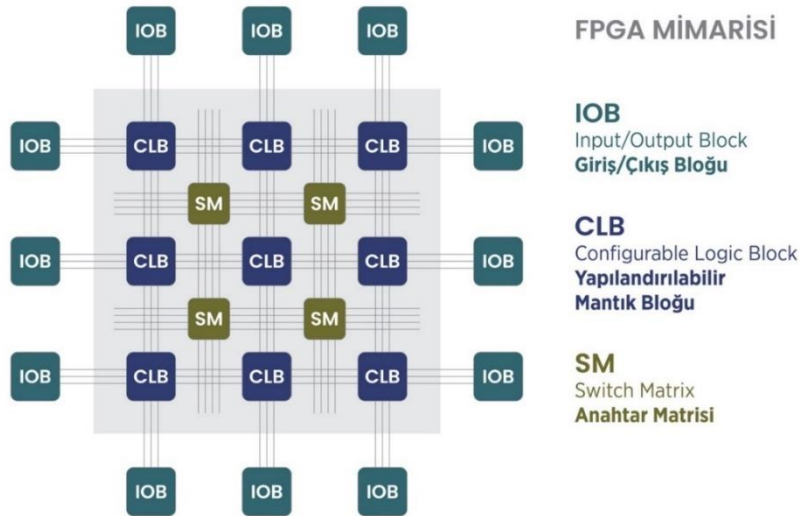 IOB IOB IOB
IOB CLB CLB CLB IOB
SM SM
IOB CLB CLB CLB IOB
SM SM
IOB CLB CLB CLB IOB
IOB IOB IOB
FPGA MİMARİSİ
IOB
Input/Output Block
Giriş/Çıkış Bloğu
CLB
Configurable Logic Block
Yapılandırılabilir
Mantık Bloğu
SM
Switch Matrix
Anahtar Matrisi